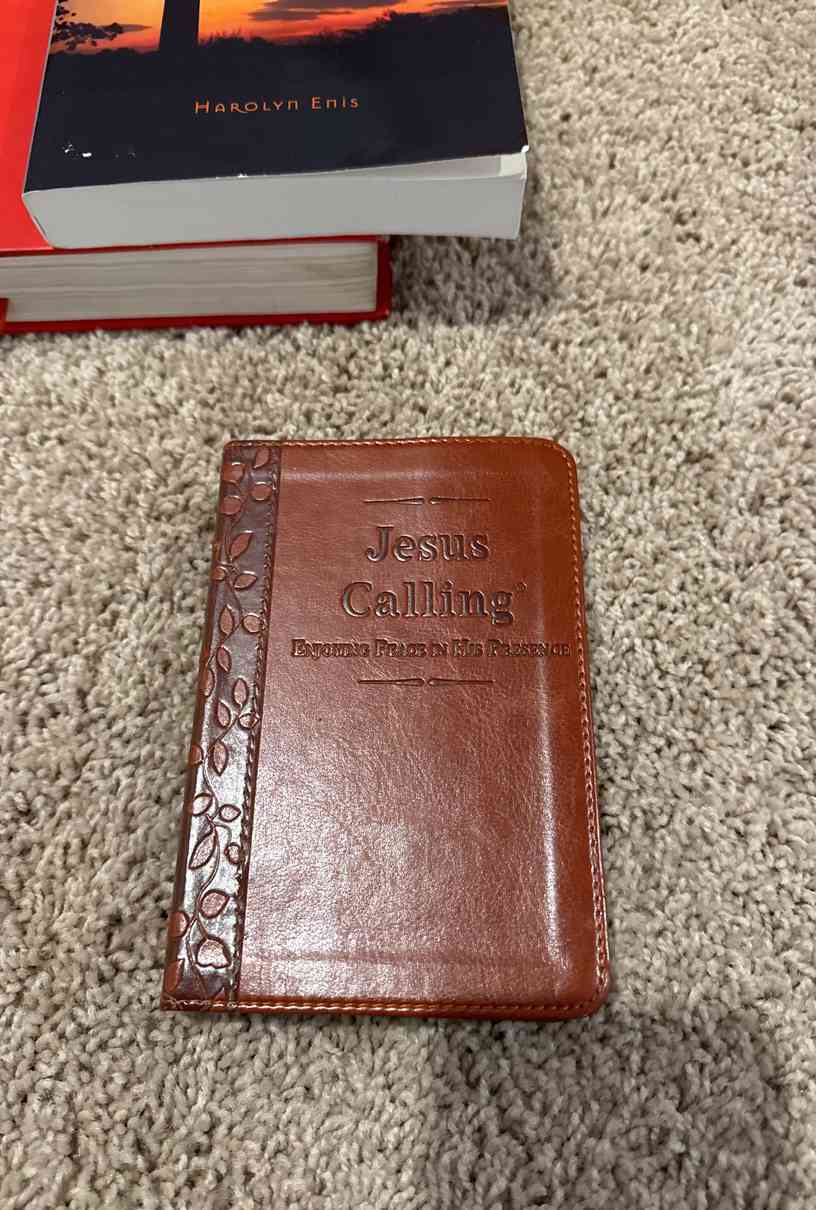 Harolyn Enis
Jesus
Calling®
Enjoying Peace in His Presence